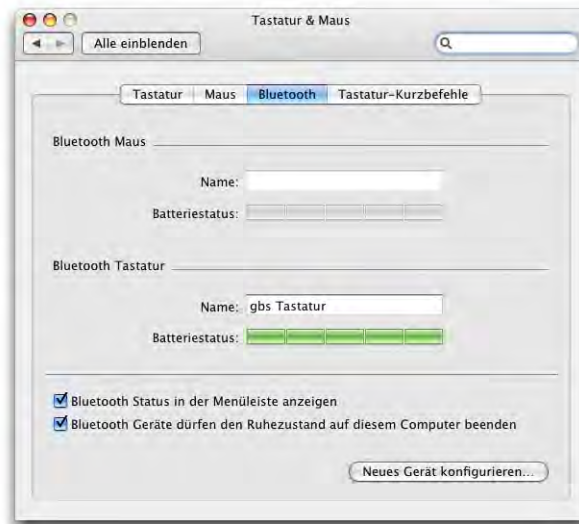 Tastatur & Maus
Alle einblenden
Tastatur Maus Bluetooth Tastatur-Kurzbefehle
Bluetooth Maus
Name:
Batteriestatus:
Bluetooth Tastatur
Name: gbs Tastatur
Batteriestatus:
Bluetooth Status in der Menüleiste anzeigen
Bluetooth Geräte dürfen den Ruhezustand auf diesem Computer beenden
Neues Gerät konfigurieren...